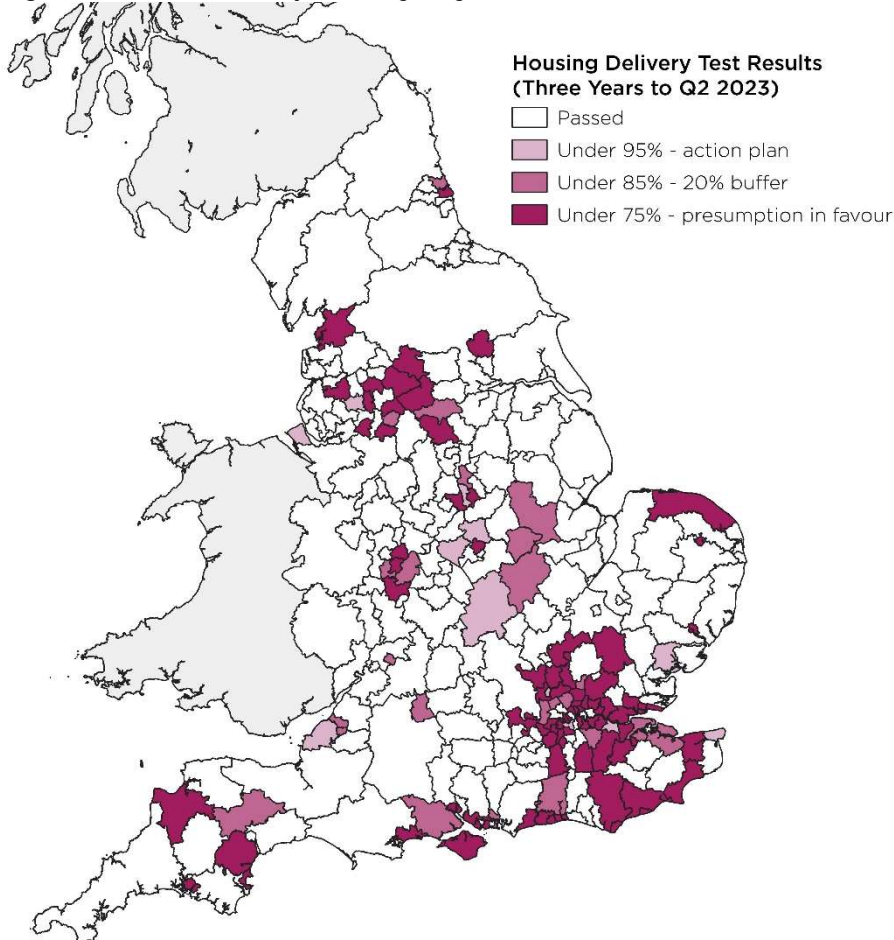 Housing Delivery Test Results
(Three Years to Q2 2023)
Passed
Under 95% - action plan
Under 85% - 20% buffer
Under 75% - presumption in favour